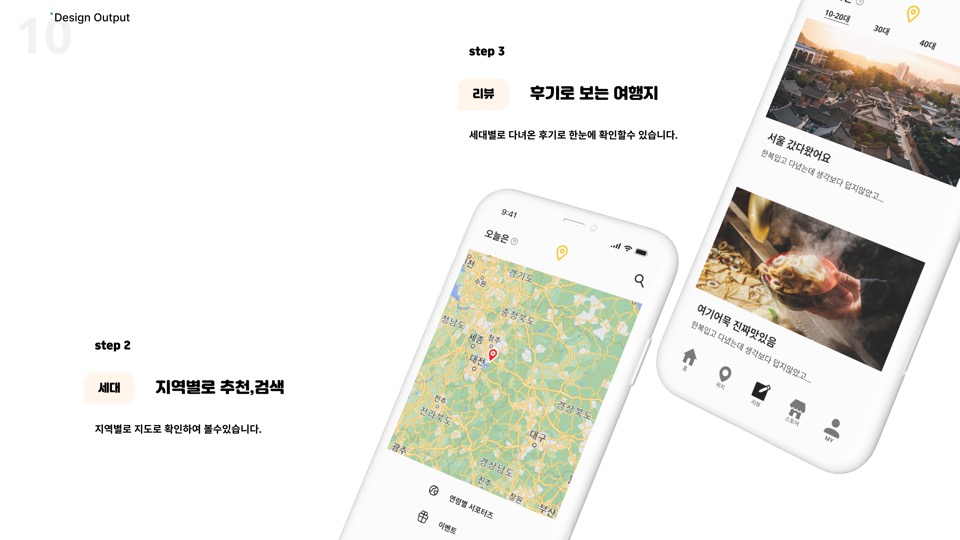 10
*Design Output
step 3
리뷰
후기로 보는 여행지
세대별로 다녀온 후기로 한눈에 확인할수 있습니다.
10-20대
30대
40대
서울 갔다왔어요
한복입고 다녔는데 생각보다 덥지않았고...
여기어묵 진짜맛있음
한복입고 다녔는데 생각보다 덥지않았고...
홈
위치
리뷰
스토어
MY
9:41
오늘은
경기도
수원
충청북도
청남도
세종
청주
대전
전주
전라북도
경상북도
대구
광주
경상남도
진주
창원
부산
연령별 서포터즈
이벤트
step 2
세대
지역별로 추천,검색
지역별로 지도로 확인하여 볼수있습니다.